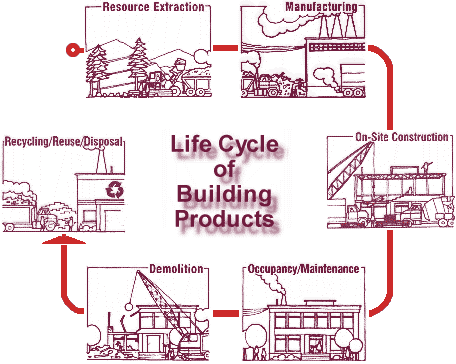 Resource Extraction
Manufacturing
On-Site Construction
Occupancy/Maintenance
Demolition
Recycling/Reuse/Disposal
Life Cycle
of
Building
Products